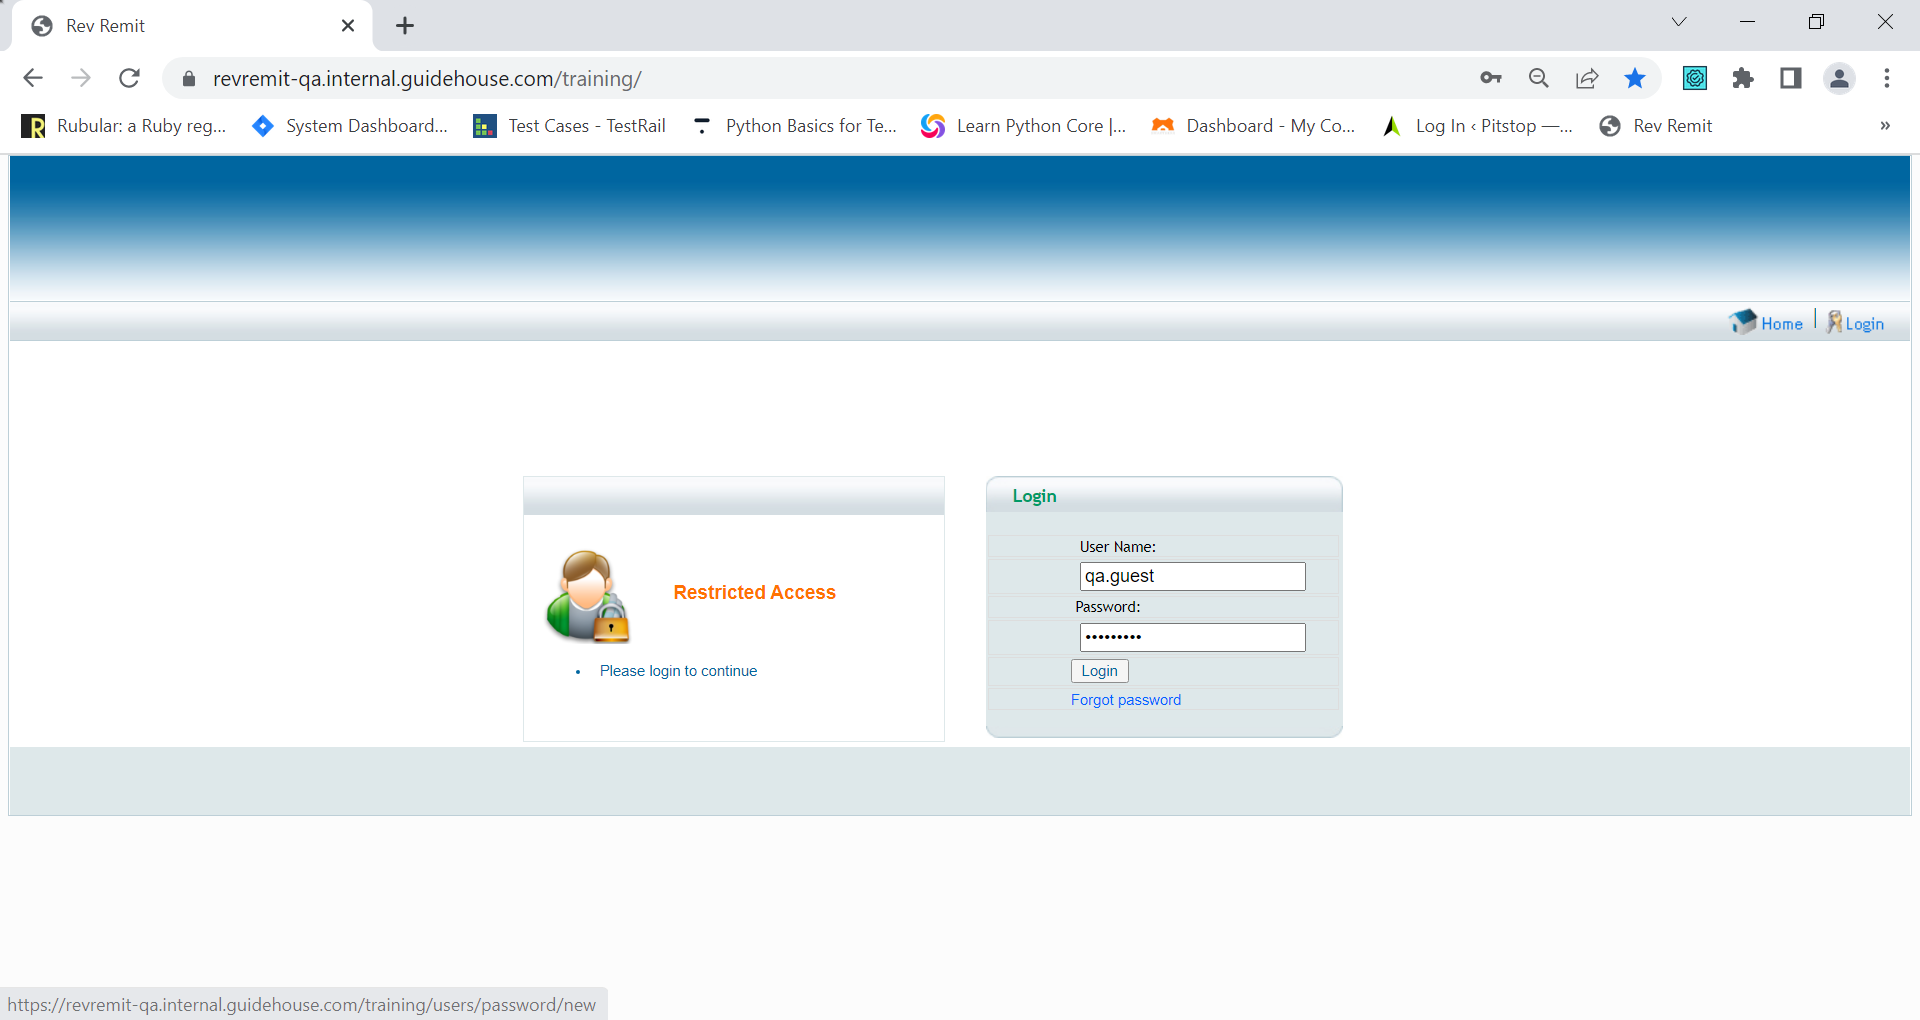 Rev Remit
revremit-qa.internal.guidehouse.com/training/
Rubular: a Ruby reg... System Dashboard... Test Cases - TestRail Python Basics for Te... Learn Python Core |... Dashboard - My Co... Log In ‹ Pitstop —... Rev Remit »
Home | Login
Login
User Name:
qa.guest
Restricted Access
Password:
•••••••••
• Please login to continue
Login
Forgot password
https://revremit-qa.internal.guidehouse.com/training/users/password/new